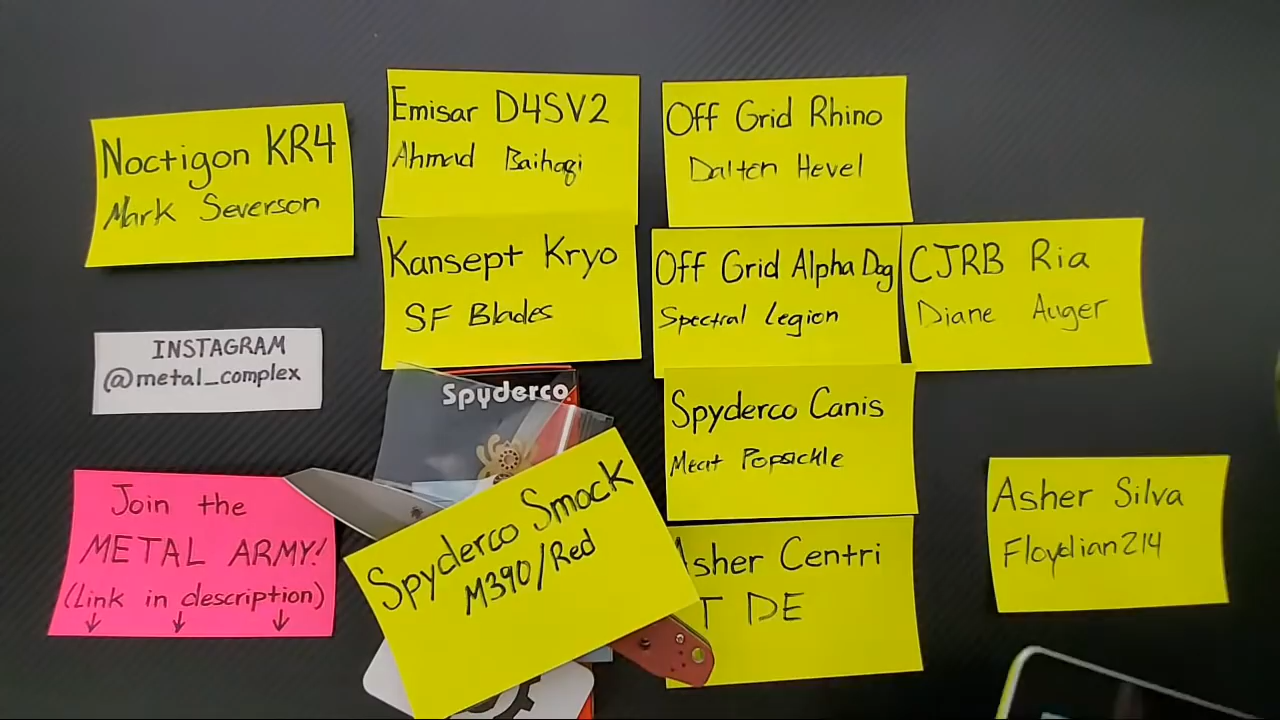 Noctigon KR4
Mark Severson
Emisar D4SV2
Ahmad Baihaqi
Off Grid Rhino
Dalton Hevel
Kansept Kryo
SF Blades
Off Grid Alpha Dog
Spectral Legion
CJRB Ria
Diane Auger
INSTAGRAM
@metal_complex
Spyderco
Spyderco Canis
Meat Popsickle
Join the
METAL ARMY!
(Link in description)
Spyderco Smock
M390/Red
sher Centri
T DE
Asher Silva
Floydian214